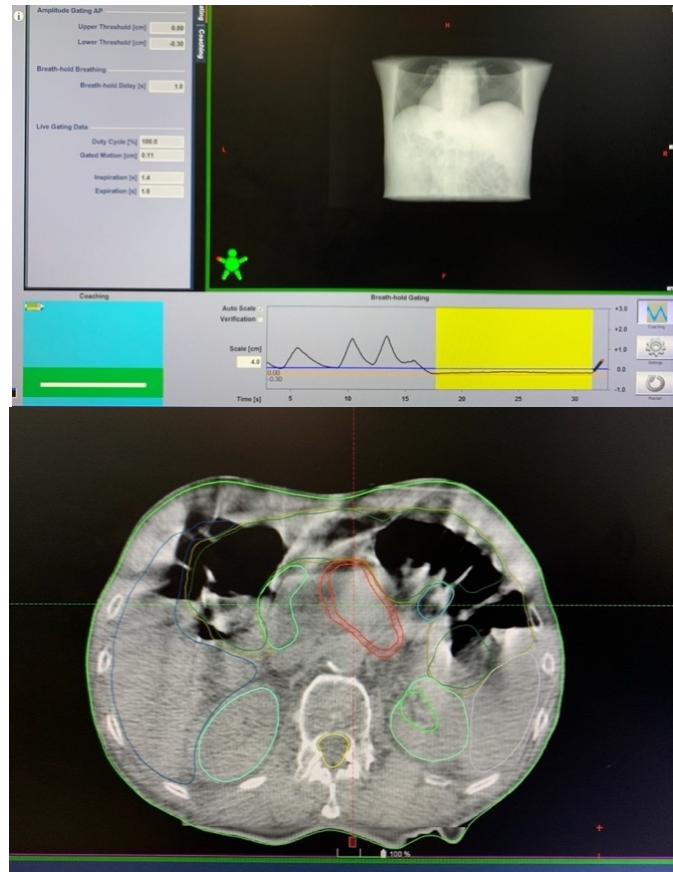 Amplitude Gating AP
Upper Threshold [cm] 0.00
Lower Threshold [cm] -0.30
Breath-hold Breathing
Breath-hold Delay [s] 1.0
Live Gating Data
Duty Cycle [%] 100.0
Gated Motion [cm] 0.11
Inspiration [s] 1.4
Expiration [s] 1.6
Coaching
H
L
R
F
Coaching
Breath-hold Gating
Auto Scale
Verification
Scale [cm]
4.0
0.00
-0.30
+3.0
+2.0
+1.0
0.0
-1.0
Time [s] 5 10 15 20 25 30
Coaching
Settings
100 %